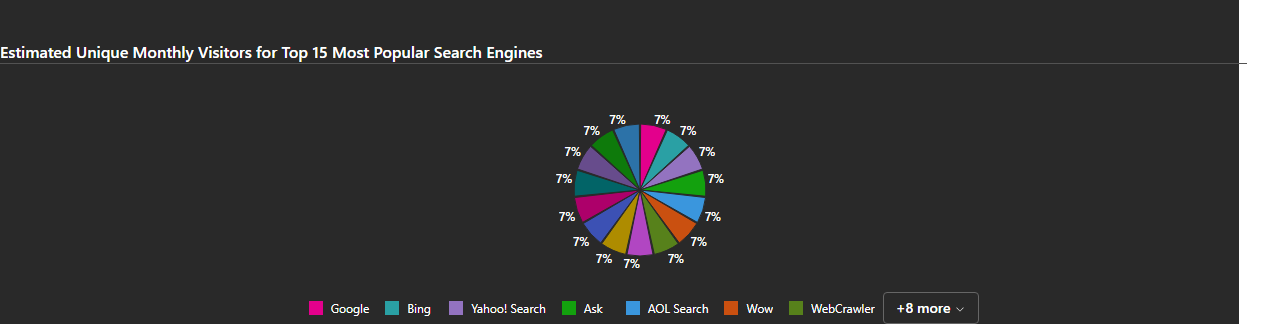 Estimated Unique Monthly Visitors for Top 15 Most Popular Search Engines
7% 7%
7% 7%
7% 7%
7% 7%
7% 7%
7% 7%
7% 7% 7%
Google Bing Yahoo! Search Ask AOL Search Wow WebCrawler +8 more